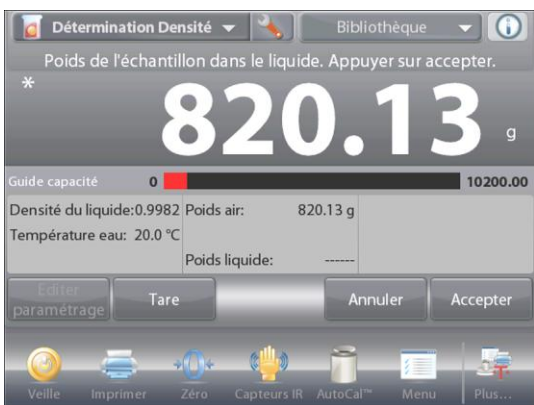 Détermination Densité Bibliothèque
Poids de l'échantillon dans le liquide. Appuyer sur accepter.
*
820.13 g
Guide capacité 0 10200.00
Densité du liquide:0.9982 Poids air: 820.13 g
Température eau: 20.0 °C
Poids liquide: ------
Editer
paramétrage
Tare Annuler Accepter
Veille Imprimer Zéro Capteurs IR AutoCal™ Menu Plus...